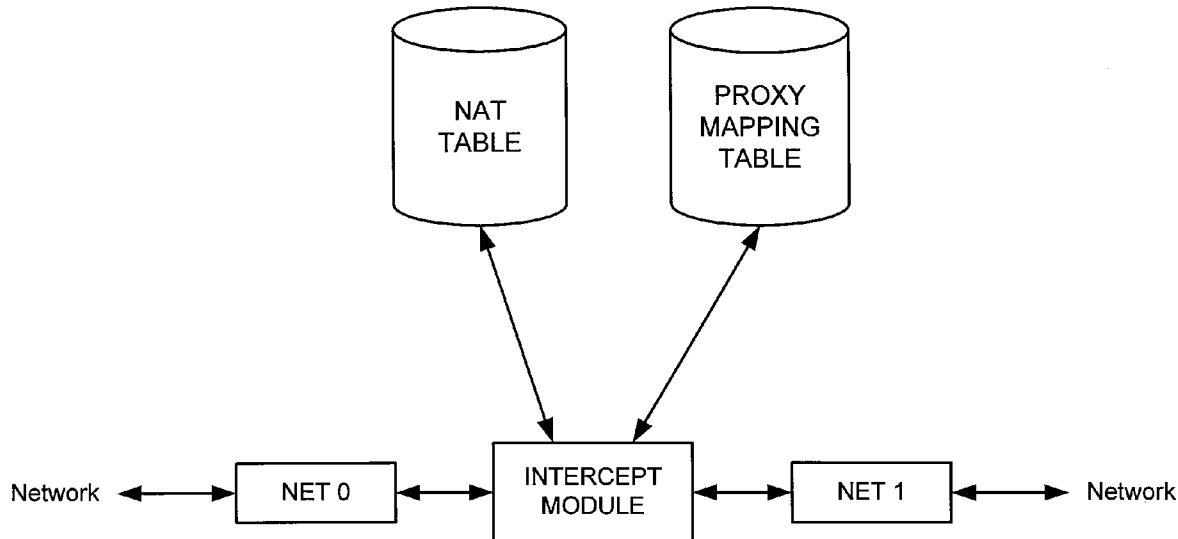 NAT
TABLE
PROXY
MAPPING
TABLE
Network
NET 0
INTERCEPT
MODULE
NET 1
Network